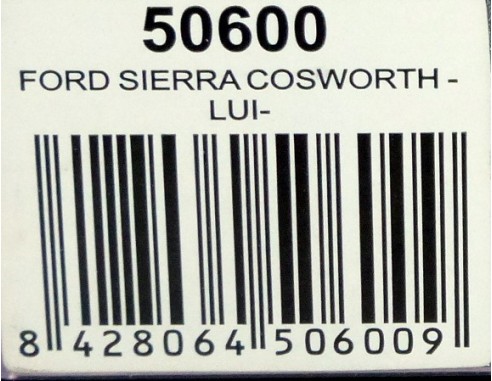 50600
FORD SIERRA COSWORTH -
LUI-
8 428064 506009